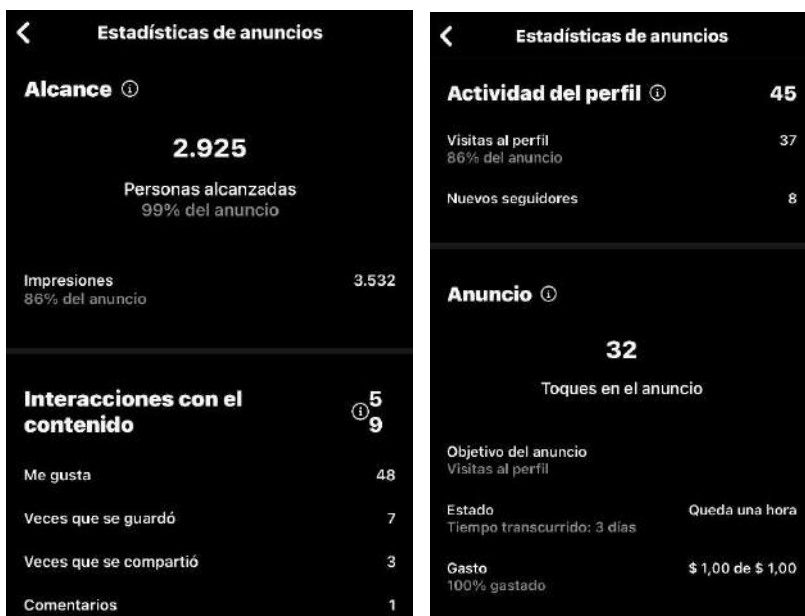 Estadísticas de anuncios
Alcance
2.925
Personas alcanzadas
99% del anuncio
Impresiones 3.532
86% del anuncio
Interacciones con el 5
contenido 9
Me gusta 48
Veces que se guardó 7
Veces que se compartió 3
Comentarios 1
Estadísticas de anuncios
Actividad del perfil 45
Visitas al perfil 37
86% del anuncio
Nuevos seguidores 8
Anuncio
32
Toques en el anuncio
Objetivo del anuncio
Visitas al perfil
Estado Queda una hora
Tiempo transcurrido: 3 días
Gasto $ 1,00 de $ 1,00
100% gastado